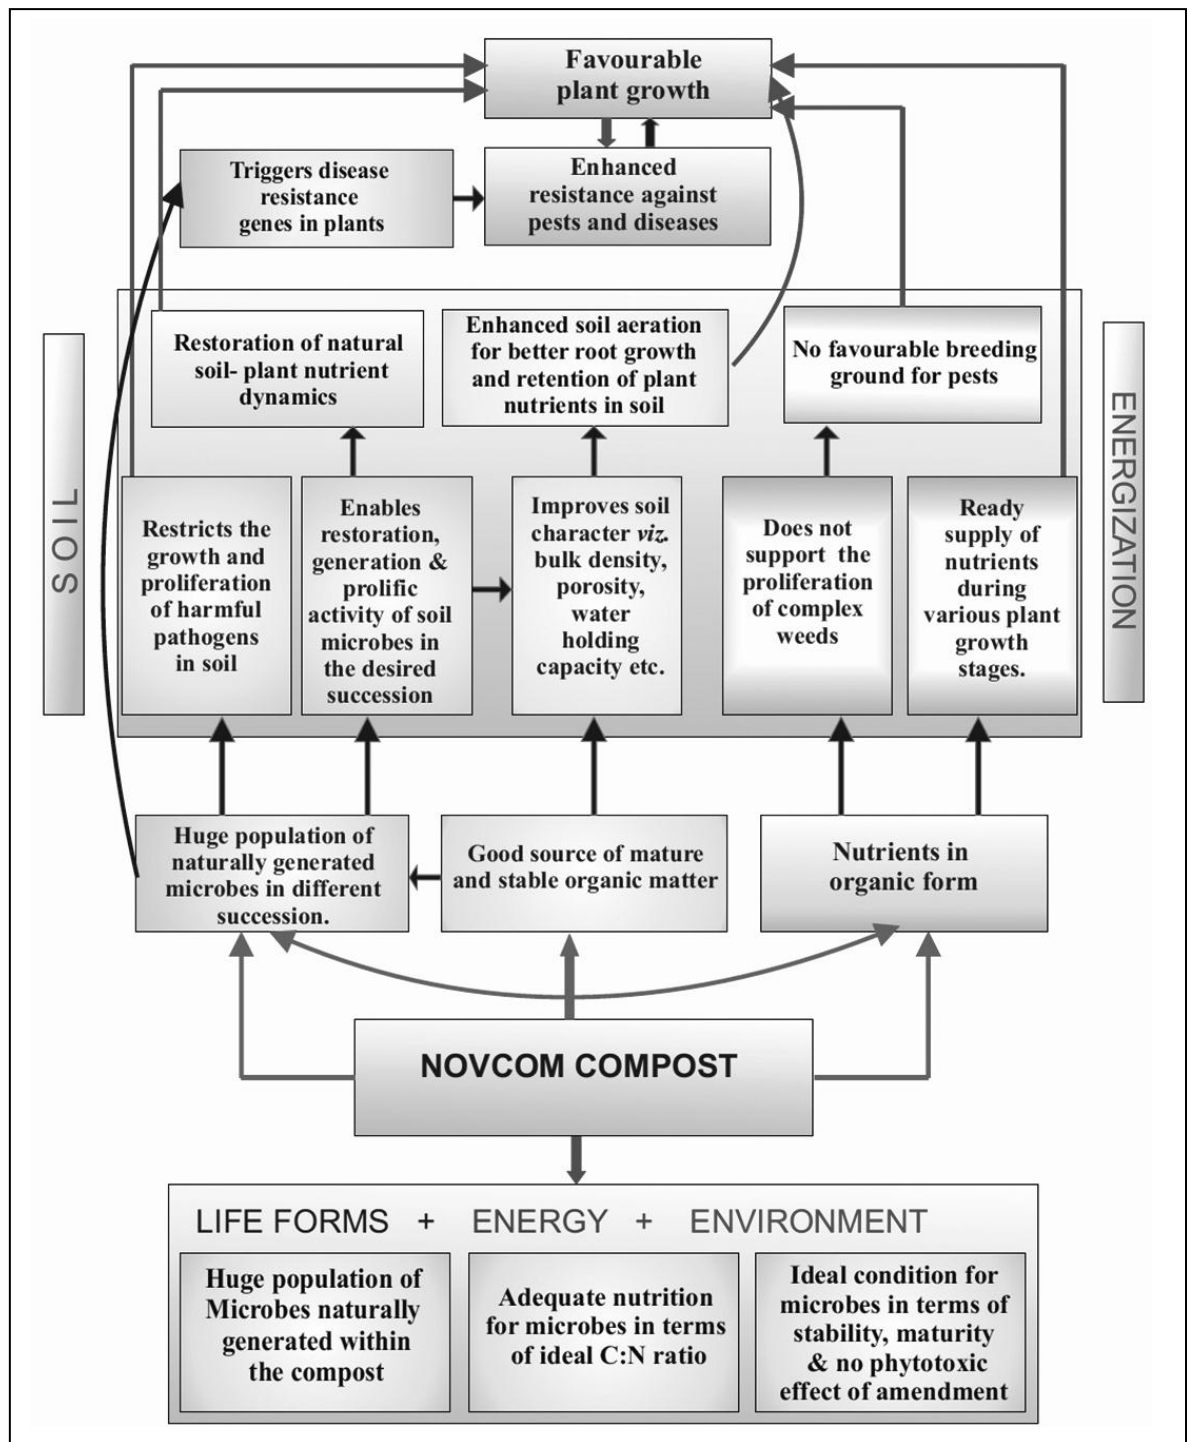 Favourable
plant growth
Triggers disease
resistance
genes in plants
Enhanced
resistance against
pests and diseases
Restoration of natural
soil- plant nutrient
dynamics
Enhanced soil aeration
for better root growth
and retention of plant
nutrients in soil
No favourable breeding
ground for pests
SOIL
ENERGIZATION
Restricts the
growth and
proliferation
of harmful
pathogens
in soil
Enables
restoration,
generation &
prolific
activity of soil
microbes in
the desired
succession
Improves soil
character viz.
bulk density,
porosity,
water
holding
capacity etc.
Does not
support the
proliferation
of complex
weeds
Ready
supply of
nutrients
during
various plant
growth
stages.
Huge population of
naturally generated
microbes in different
succession.
Good source of mature
and stable organic matter
Nutrients in
organic form
NOVCOM COMPOST
LIFE FORMS + ENERGY + ENVIRONMENT
Huge population of
Microbes naturally
generated within
the compost
Adequate nutrition
for microbes in terms
of ideal C:N ratio
Ideal condition for
microbes in terms of
stability, maturity
& no phytotoxic
effect of amendment